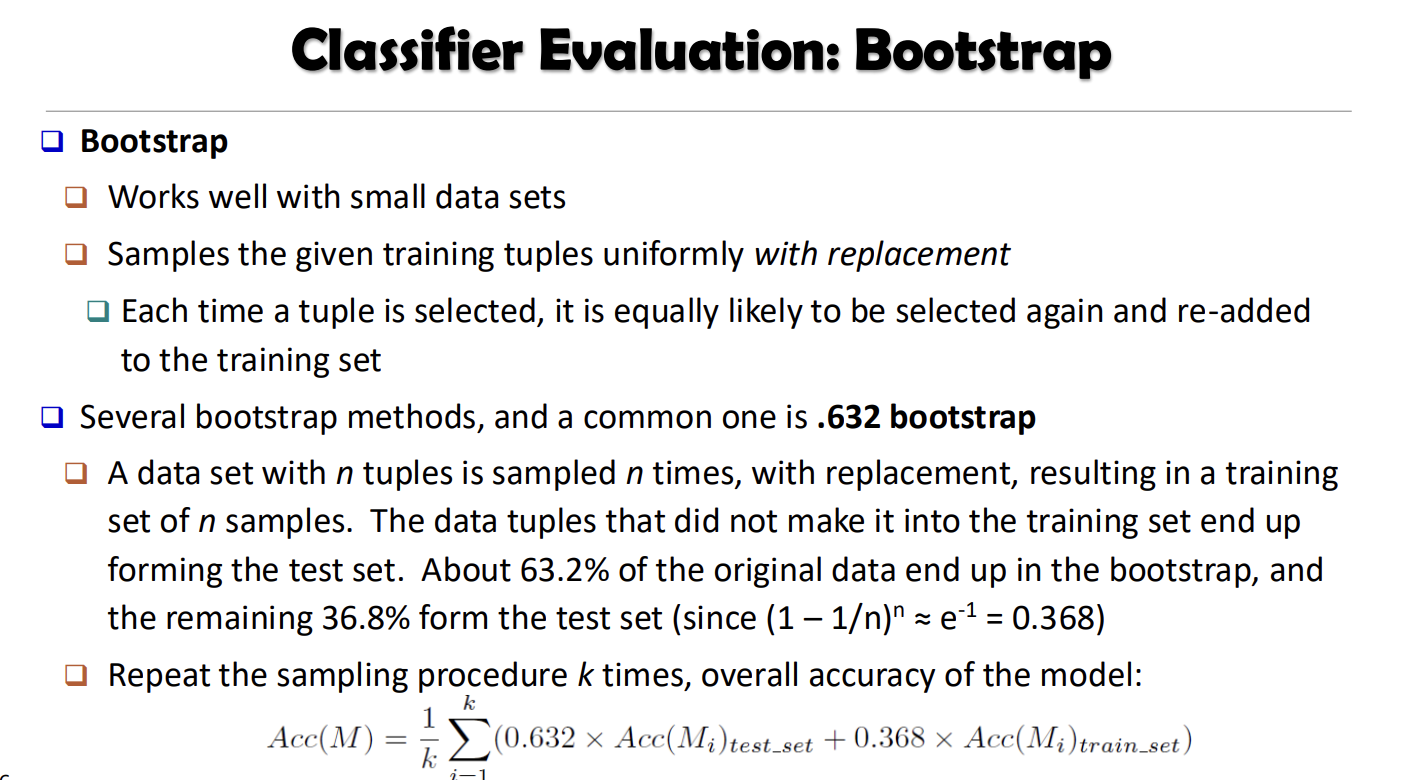 Classifier Evaluation: Bootstrap
❑ Bootstrap
❑ Works well with small data sets
❑ Samples the given training tuples uniformly with replacement
❑ Each time a tuple is selected, it is equally likely to be selected again and re-added
to the training set
❑ Several bootstrap methods, and a common one is .632 bootstrap
❑ A data set with n tuples is sampled n times, with replacement, resulting in a training
set of n samples.  The data tuples that did not make it into the training set end up
forming the test set.  About 63.2% of the original data end up in the bootstrap, and
the remaining 36.8% form the test set (since (1 – 1/n)ⁿ ≈ e⁻¹ = 0.368)
❑ Repeat the sampling procedure k times, overall accuracy of the model:
Acc(M) = \frac{1}{k} \sum_{i=1}^{k} (0.632 × Acc(M_i)_{test\_set} + 0.368 × Acc(M_i)_{train\_set})